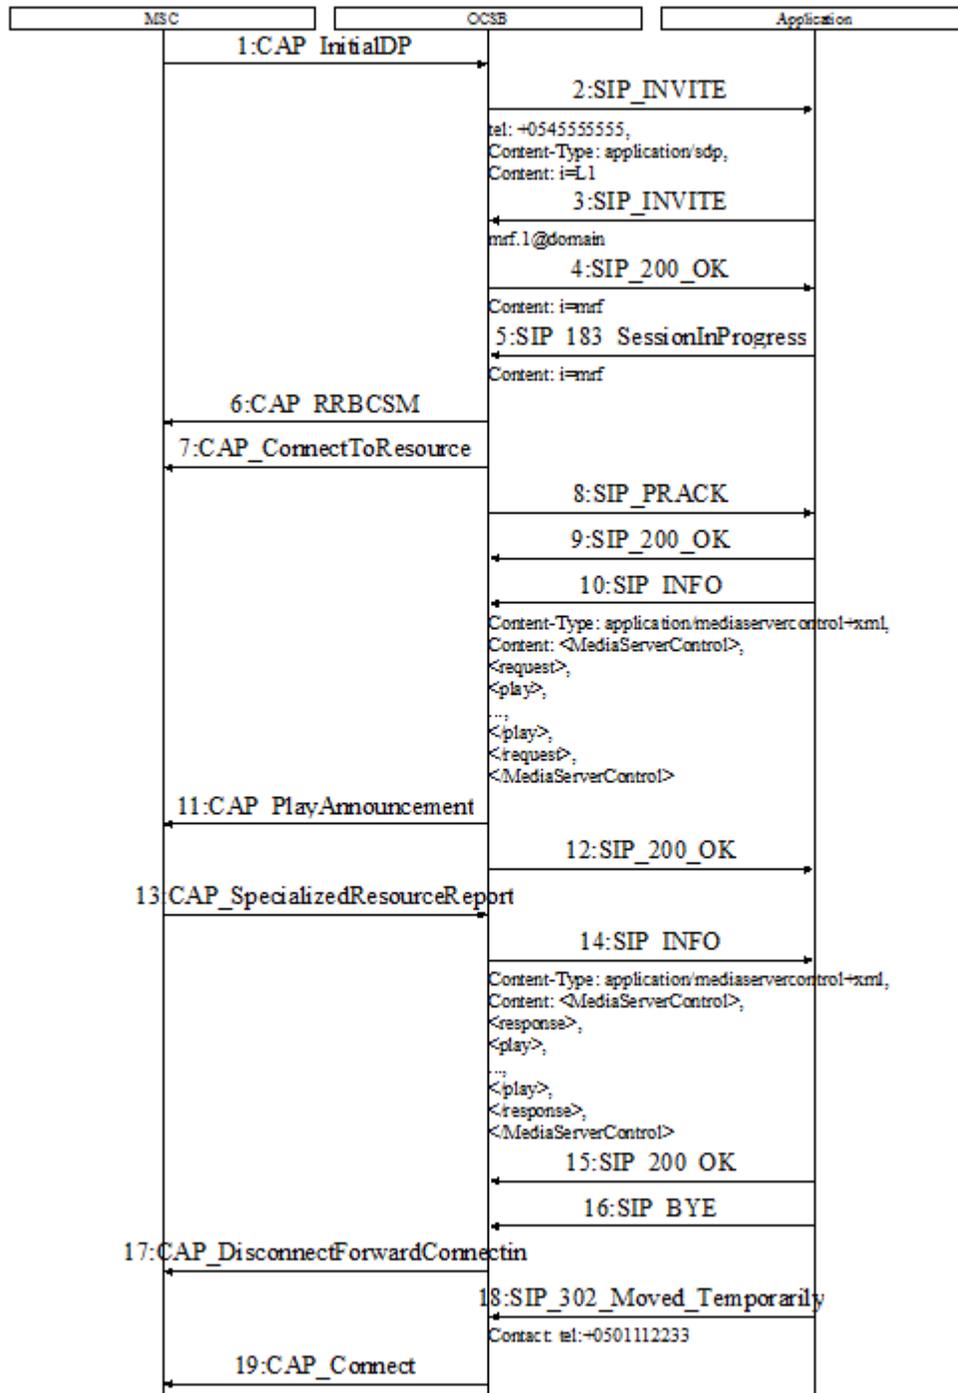 MSC OCSB Application
1:CAP_InitialDP
2:SIP_INVITE
tel: +0545555555,
Content-Type: application/sdp,
Content: i=L1
3:SIP_INVITE
mrf.1@domain
4:SIP_200_OK
Content: i=mrf
5:SIP_183_SessionInProgress
Content: i=mrf
6:CAP_RRBCSM
7:CAP_ConnectToResource
8:SIP_PRACK
9:SIP_200_OK
10:SIP_INFO
Content-Type: application/mediaservercontrol+xml,
Content: <MediaServerControl>,
<request>,
<play>,
...,
</play>,
</request>,
</MediaServerControl>
11:CAP_PlayAnnouncement
12:SIP_200_OK
13:CAP_SpecializedResourceReport
14:SIP_INFO
Content-Type: application/mediaservercontrol+xml,
Content: <MediaServerControl>,
<response>,
<play>,
...,
</play>,
</response>,
</MediaServerControl>
15:SIP_200_OK
16:SIP_BYE
17:CAP_DisconnectForwardConnectin
18:SIP_302_Moved_Temporarily
Contact: tel:+0501112233
19:CAP_Connect